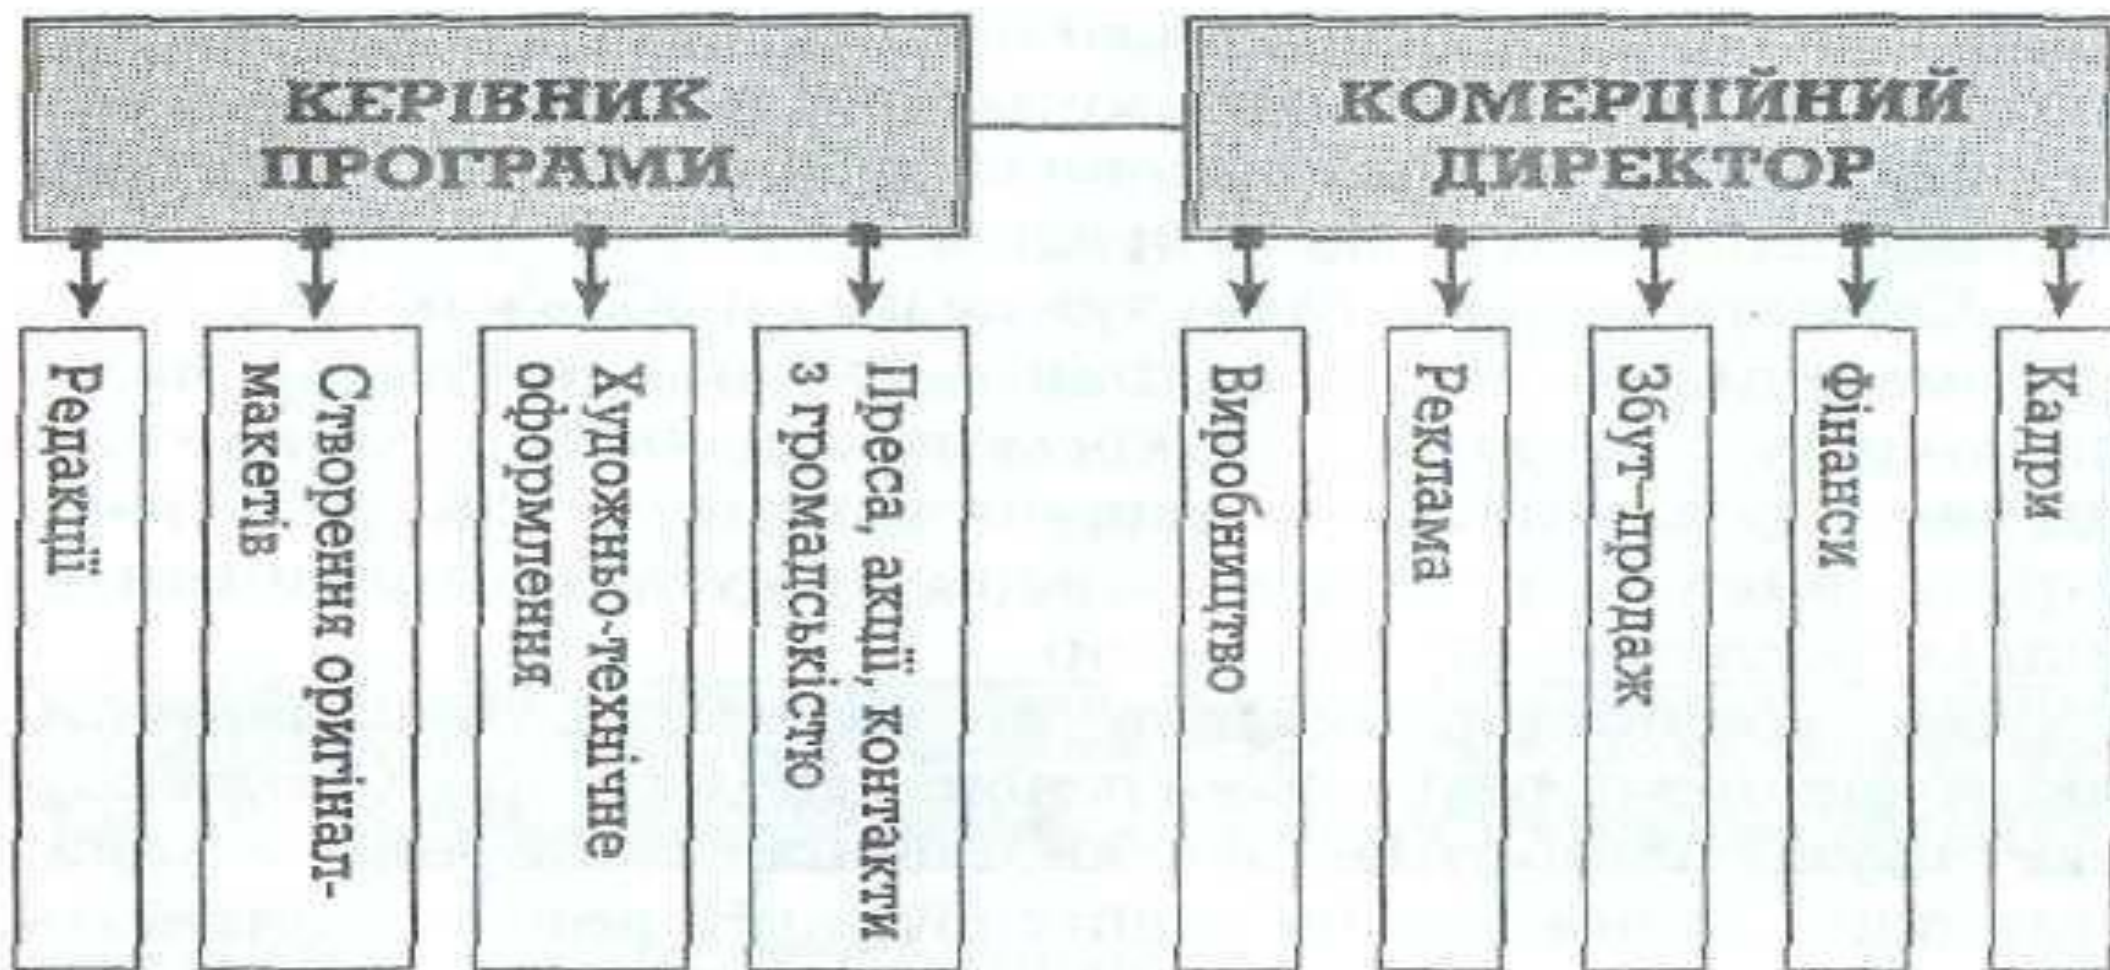 КЕРІВНИК
ПРОГРАМИ
КОМЕРЦІЙНИЙ
ДИРЕКТОР
Редакції
Створення оригінал-
макетів
Художньо-технічне
оформлення
Преса, акції, контакти
з громадськістю
Виробництво
Реклама
Збут-продаж
Фінанси
Кадри